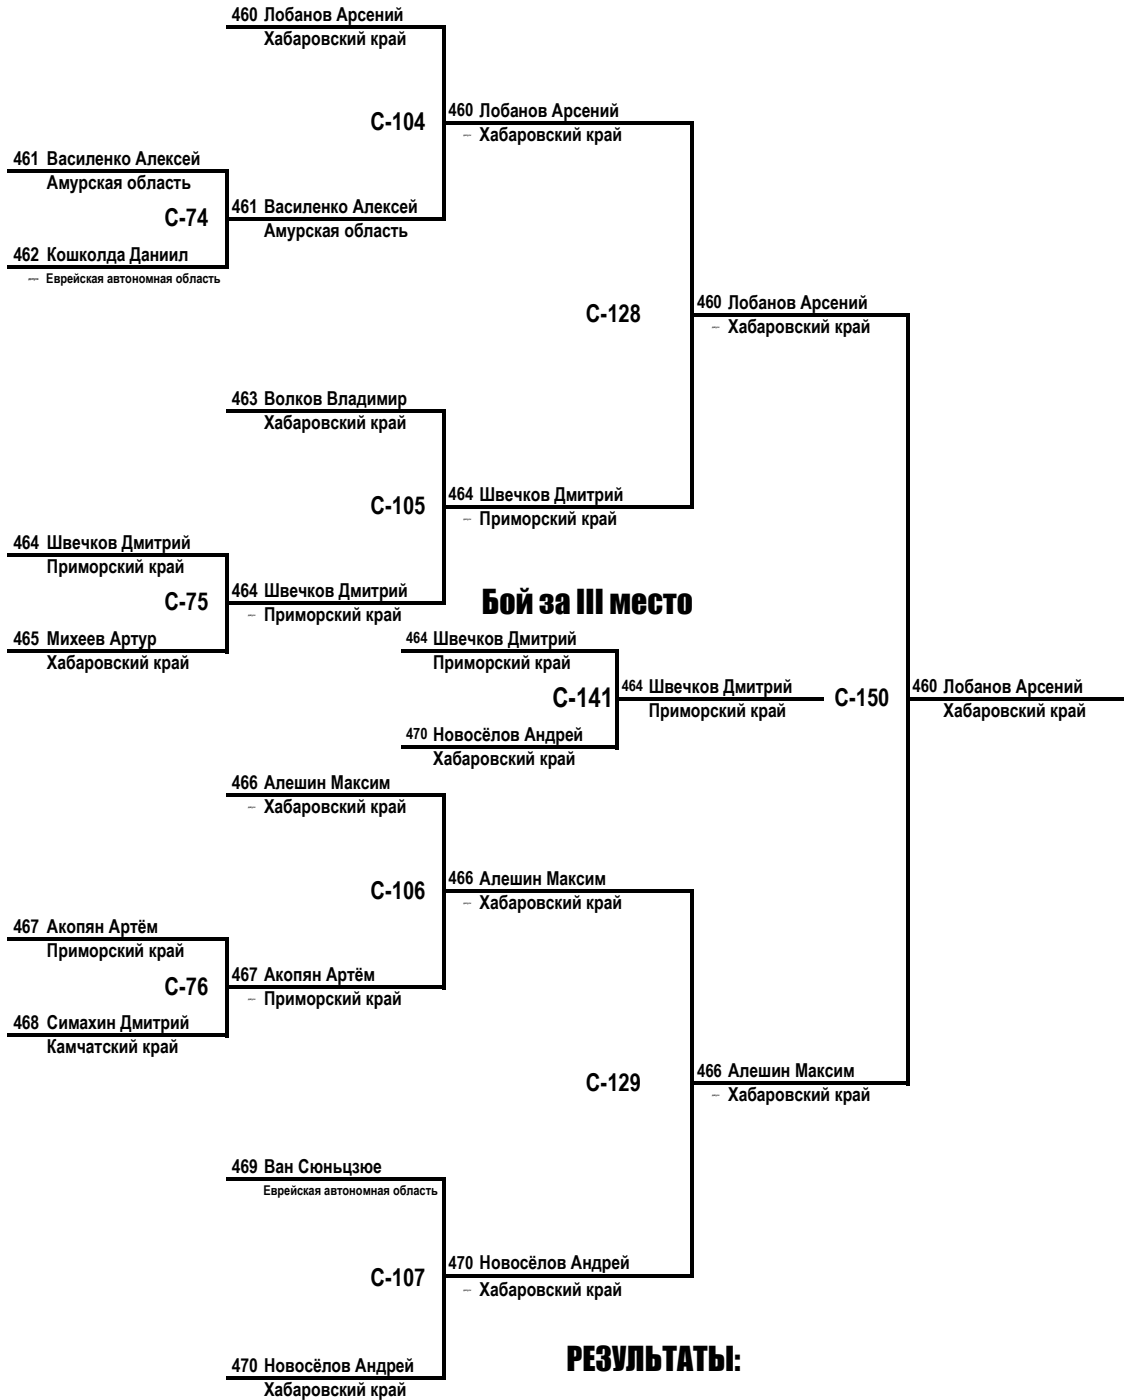 460 Лобанов Арсений
Хабаровский край
С-104
460 Лобанов Арсений
Хабаровский край
461 Василенко Алексей
Амурская область
С-74
461 Василенко Алексей
Амурская область
462 Кошколда Даниил
Еврейская автономная область
С-128
460 Лобанов Арсений
Хабаровский край
463 Волков Владимир
Хабаровский край
С-105
464 Швечков Дмитрий
Приморский край
464 Швечков Дмитрий
Приморский край
С-75
464 Швечков Дмитрий
Приморский край
465 Михеев Артур
Хабаровский край
Бой за III место
464 Швечков Дмитрий
Приморский край
С-141
464 Швечков Дмитрий
Приморский край
470 Новосёлов Андрей
Хабаровский край
С-150
460 Лобанов Арсений
Хабаровский край
466 Алешин Максим
Хабаровский край
С-106
466 Алешин Максим
Хабаровский край
467 Акопян Артём
Приморский край
С-76
467 Акопян Артём
Приморский край
468 Симахин Дмитрий
Камчатский край
С-129
466 Алешин Максим
Хабаровский край
469 Ван Сюньцзюе
Еврейская автономная область
С-107
470 Новосёлов Андрей
Хабаровский край
470 Новосёлов Андрей
Хабаровский край
РЕЗУЛЬТАТЫ: